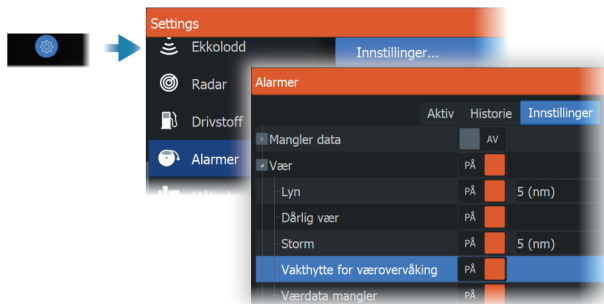 Settings
Ekkolodd
Innstillinger...
Radar
Drivstoff
Alarmer
Alarmer
Aktiv Historie Innstillinger
Mangler data AV
Vær PÅ
Lyn PÅ 5 (nm)
Dårlig vær PÅ
Storm PÅ 5 (nm)
Vakthytte for værovervåking PÅ
Værdata mangler PÅ